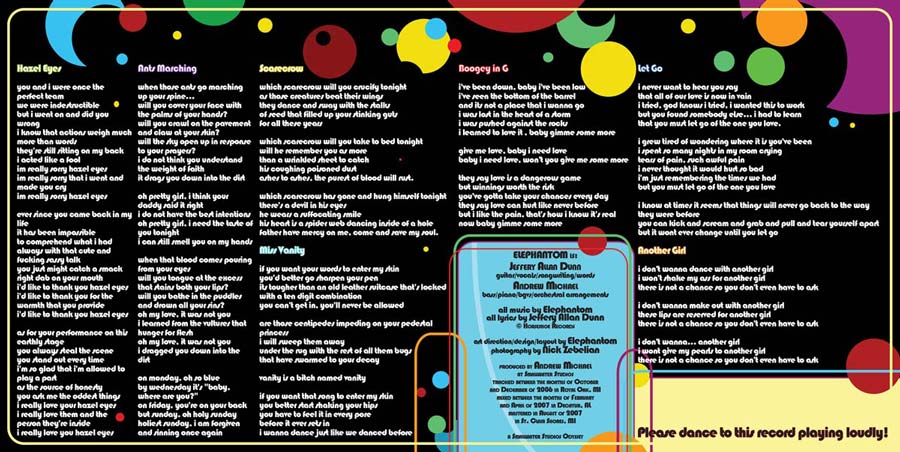 Hazel Eyes
you and i were once the
perfect team
we were indestructible
but i went on and did you
wrong
i know that actions weigh much
more than words
they're still sitting on my back
i acted like a fool
im really sorry hazel eyes
im really sorry that i went and
made you cry
im really sorry hazel eyes
ever since you came back in my
life
it has been impossible
to comprehend what i had
always with that cute and
fucking sassy talk
you just might catch a smack
right dab on your mouth
i'd like to thank you hazel eyes
i'd like to thank you for the
warmth that you provide
i'd like to thank you hazel eyes
as for your performance on this
earthly stage
you always steal the scene
you stand out every time
i'm so glad that i'm allowed to
play a part
as the source of honesty
you ask me the oddest things
i really love your hazel eyes
i really love them and the
person they're inside
i really love you hazel eyes
Ants Marching
when those ants go marching
up your spine...
will you cover your face with
the palms of your hands?
will you crawl on the pavement
and claw at your skin?
will the sky open up in response
to your prayers?
i do not think you understand
the weight of faith
it drags you down into the dirt
oh pretty girl, i think your
daddy said it right
i do not have the best intentions
oh pretty girl, i need the taste of
you tonight
i can still smell you on my hands
when that blood comes pouring
from your eyes
will you tongue at the excess
that stains both your lips?
will you bathe in the puddles
and drown all your sins?
oh my love, it was not you
i learned from the vultures that
hunger for flesh
oh my love, it was not you
i dragged you down into the
dirt
on monday, oh so blue
by wednesday it's "baby,
where are you?"
on friday, you're on your back
but sunday, oh holy sunday
holiest sunday, i am forgiven
and sinning once again
Scarecrow
which scarecrow will you crucify tonight
as those creatures beat their wings
they dance and sway with the stalks
of seed that filled up your stinking guts
for all these years
which scarecrow will you take to bed tonight
will he remember you as more
than a wrinkled sheet to catch
his coughing poisoned dust
ashes to ashes, the purest of blood will rust.
which scarecrow has gone and hung himself tonight
there's a devil in his eyes
he wears a suffocating smile
his heart is a spider web dancing inside of a hole
father have mercy on me, come and save my soul.
Miss Vanity
if you want your words to enter my skin
you'd better go sharpen your pen
its tougher than an old leather suitcase that's locked
with a ten digit combination
you can't get in, you'll never be allowed
are those centipedes impeding on your pedestal
princess
i will sweep them away
under the rug with the rest of all them bugs
that have swarmed to your decay
vanity is a bitch named vanity
if you want that song to enter my skin
you better start shaking your hips
you have to feel it in every pore
before it ever sets in
i wanna dance just like we danced before
Boogey in G
i've been down, baby i've been low
i've seen the bottom of the barrel
and its not a place that i wanna go
i was lost in the heart of a storm
i was pushed against the rocks
i learned to love it, baby gimme some more
give me love, baby i need love
baby i need love, won't you give me some more
they say love is a dangerous game
but winnings worth the risk
you've gotta take your chances every day
they say love can hurt like never before
but i like the pain, that's how i know it's real
now baby gimme some more
ELEPHANTOM IS:
JEFFERY ALLAN DUNN
guitar/vocals/songwriting/words
ANDREW MICHAEL
bass/piano/bgvs/orchestral arrangements
all music by Elephantom
all lyrics by Jeffery Allan Dunn
art direction/design/layout by Elephantom
photography by Nick Zebelian
PRODUCED BY ANDREW MICHAEL
AT SANDWATER STUDIOS
TRACKED BETWEEN THE MONTHS OF OCTOBER
AND DECEMBER OF 2006 IN ROYAL OAK, MI
MIXED BETWEEN THE MONTHS OF FEBRUARY
MASTERED IN AUGUST OF 2007
IN ST. CLAIR SHORES, MI
A SANDWATER STUDIOS ODYSSEY
Let Go
i never want to hear you say
that all of our love is now in vain
i tried, god knows i tried, i wanted this to work
but you found somebody else... i had to learn
that you must let go of the one you love.
i grew tired of wondering where it is you've been
i spent so many nights in my room crying
tears of pain, such awful pain
i never thought it would hurt so bad
i'm just remembering the times we had
but you must let go of the one you love
i know at times it seems that things will never go back to the way
they were before
you can kick and scream and grab and pull and tear yourself apart
but it wont ever change until you let go
Another Girl
i don't wanna dance with another girl
won't shake my ass for another girl
there is not a chance so you don't even have to ask
i don't wanna make out with another girl
these lips are reserved for another girl
there is not a chance so you don't even have to ask
i don't wanna... another girl
i wont give my pearls to another girl
there is not a chance so you don't even have to ask
Please dance to this record playing loudly!